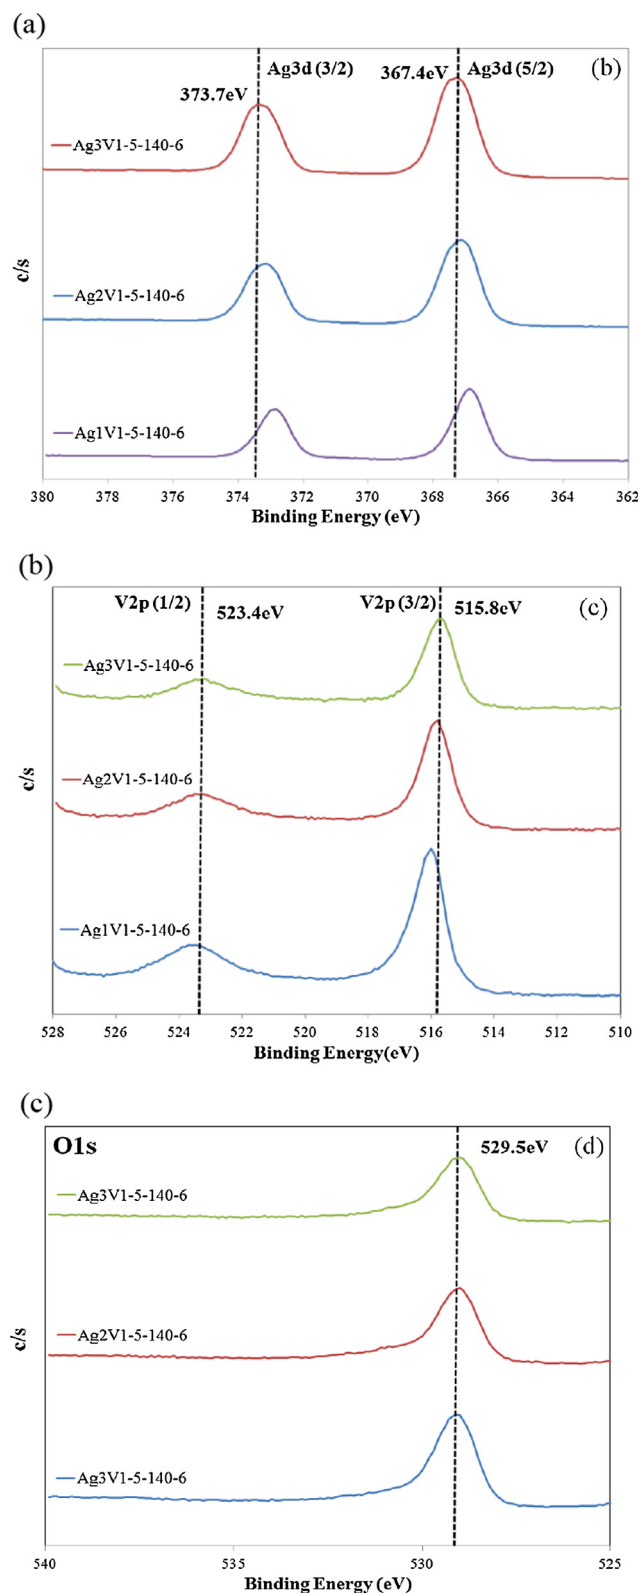 (a)
(b)
Ag3d (3/2)
367.4eV
Ag3d (5/2)
373.7eV
Ag3V1-5-140-6
Ag2V1-5-140-6
Ag1V1-5-140-6
c/s
380 378 376 374 372 370 368 366 364 362
Binding Energy (eV)
(b)
V2p (1/2)
523.4eV
V2p (3/2)
515.8eV
(c)
Ag3V1-5-140-6
Ag2V1-5-140-6
Ag1V1-5-140-6
c/s
528 526 524 522 520 518 516 514 512 510
Binding Energy(eV)
(c)
O1s
529.5eV
(d)
Ag3V1-5-140-6
Ag2V1-5-140-6
Ag3V1-5-140-6
c/s
540 535 530 525
Binding Energy (eV)